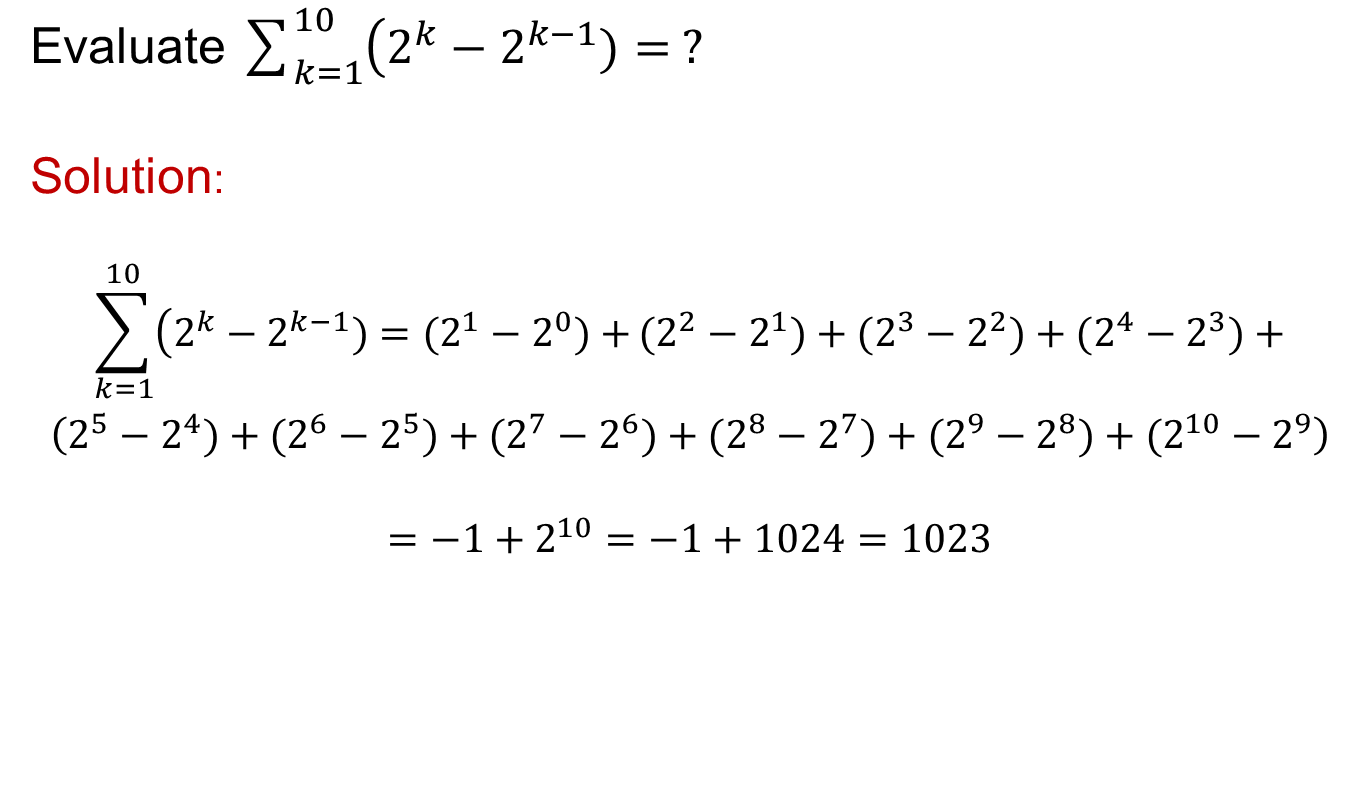 Evaluate $\sum_{k=1}^{10}(2^k - 2^{k-1}) = ?$
Solution:
$\sum_{k=1}^{10}(2^k - 2^{k-1}) = (2^1 - 2^0) + (2^2 - 2^1) + (2^3 - 2^2) + (2^4 - 2^3) +$
$(2^5 - 2^4) + (2^6 - 2^5) + (2^7 - 2^6) + (2^8 - 2^7) + (2^9 - 2^8) + (2^{10} - 2^9)$
$= -1 + 2^{10} = -1 + 1024 = 1023$